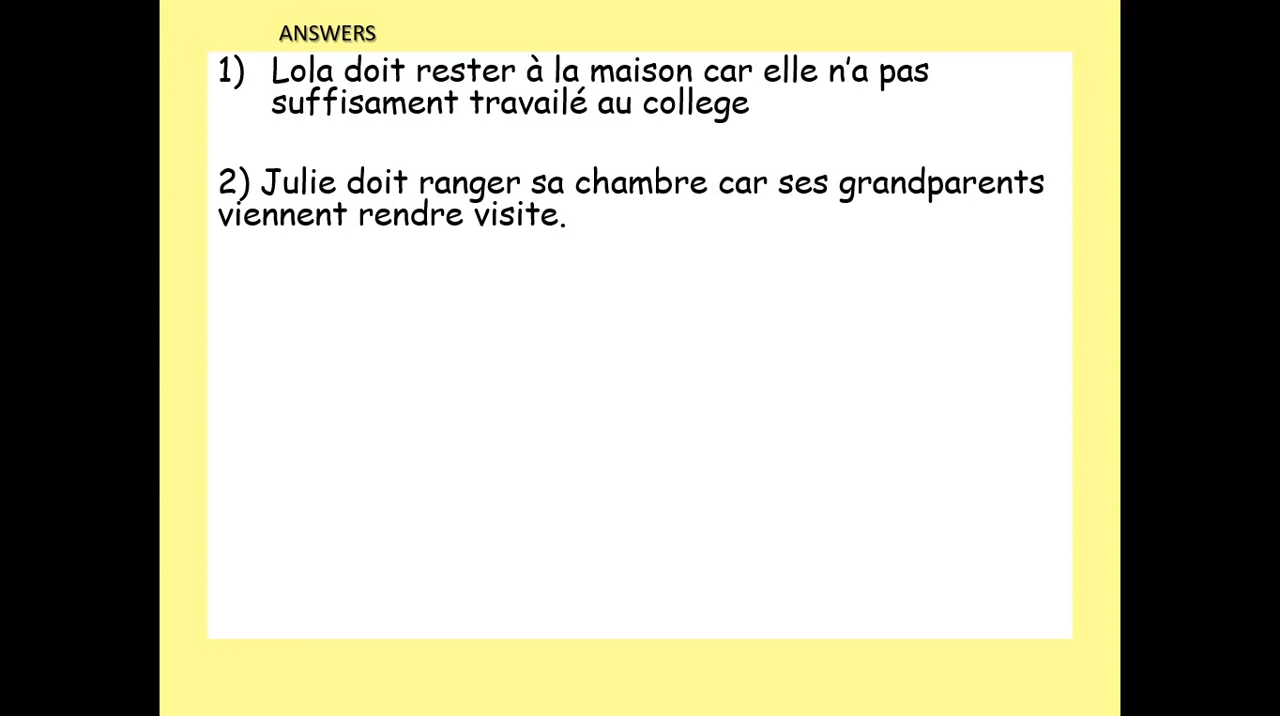 ANSWERS
1) Lola doit rester à la maison car elle n’a pas
suffisament travailé au college
2) Julie doit ranger sa chambre car ses grandparents
viennent rendre visite.